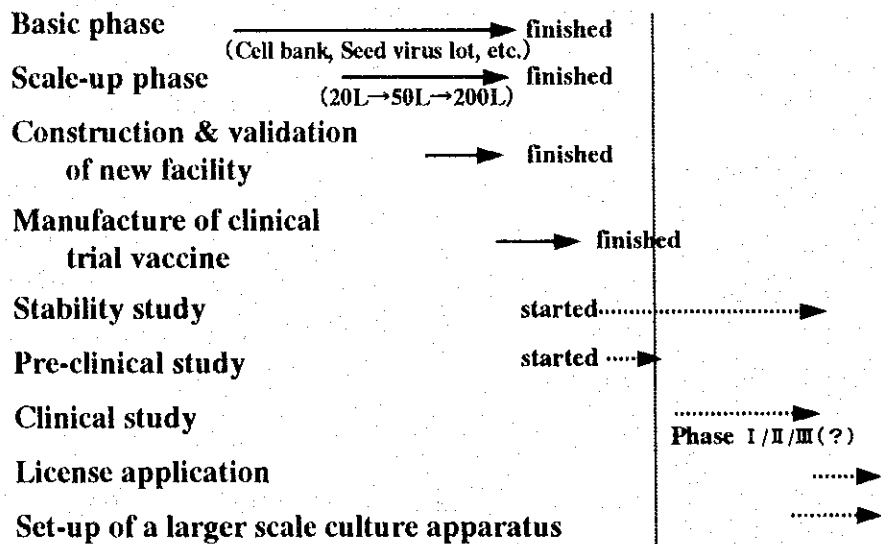 Basic phase
finished
(Cell bank, Seed virus lot, etc.)
Scale-up phase
finished
(20L→50L→200L)
Construction & validation
of new facility
finished
Manufacture of clinical
trial vaccine
finished
Stability study
started
Pre-clinical study
started
Clinical study
Phase Ⅰ/Ⅱ/Ⅲ(?)
License application
Set-up of a larger scale culture apparatus